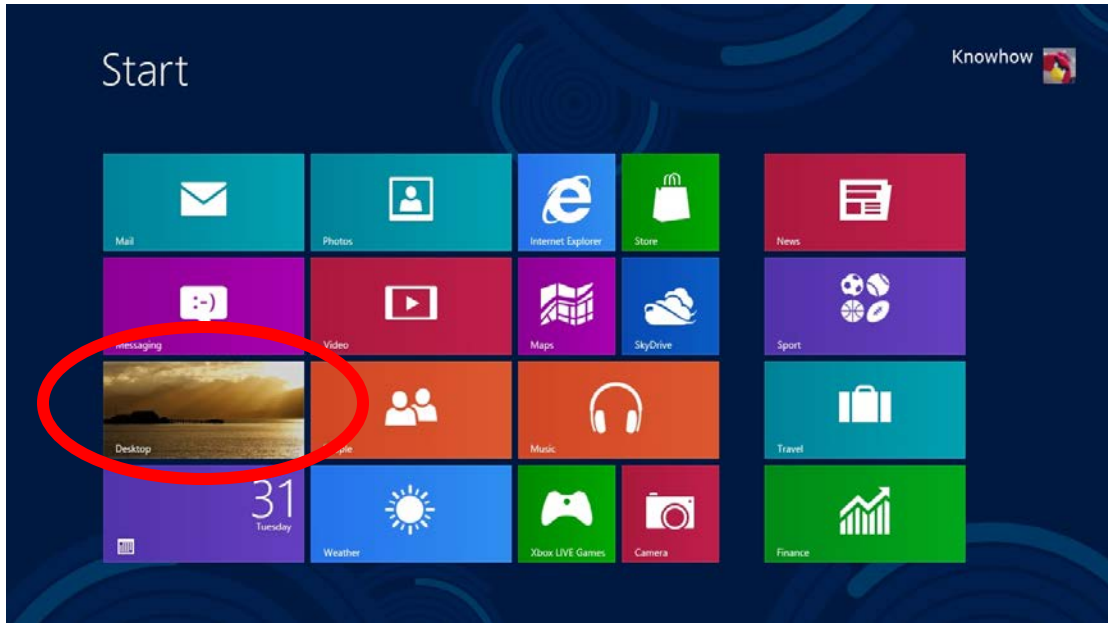 Start
Knowhow
Mail
Photos
Internet Explorer
Store
News
:-)
Messaging
Video
Maps
SkyDrive
Sport
Desktop
People
Music
Travel
31
Tuesday
Weather
Xbox LIVE Games
Camera
Finance